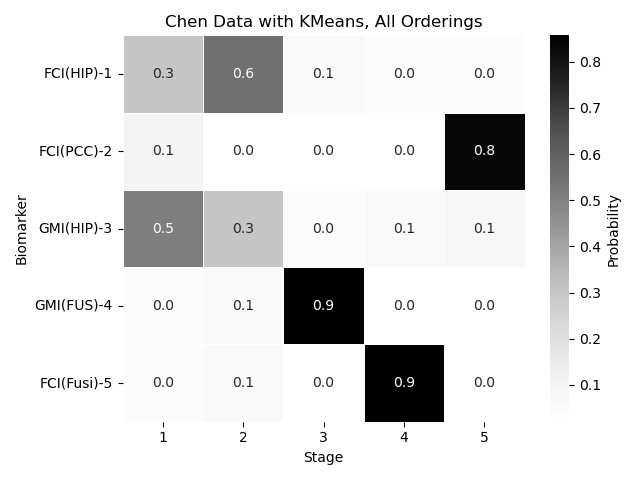 Chen Data with KMeans, All Orderings
Biomarker
FCI(HIP)-1 0.3 0.6 0.1 0.0 0.0
FCI(PCC)-2 0.1 0.0 0.0 0.0 0.8
GMI(HIP)-3 0.5 0.3 0.0 0.1 0.1
GMI(FUS)-4 0.0 0.1 0.9 0.0 0.0
FCI(Fusi)-5 0.0 0.1 0.0 0.9 0.0
1 2 3 4 5
Stage
0.8
0.7
0.6
0.5
0.4
0.3
0.2
0.1
Probability